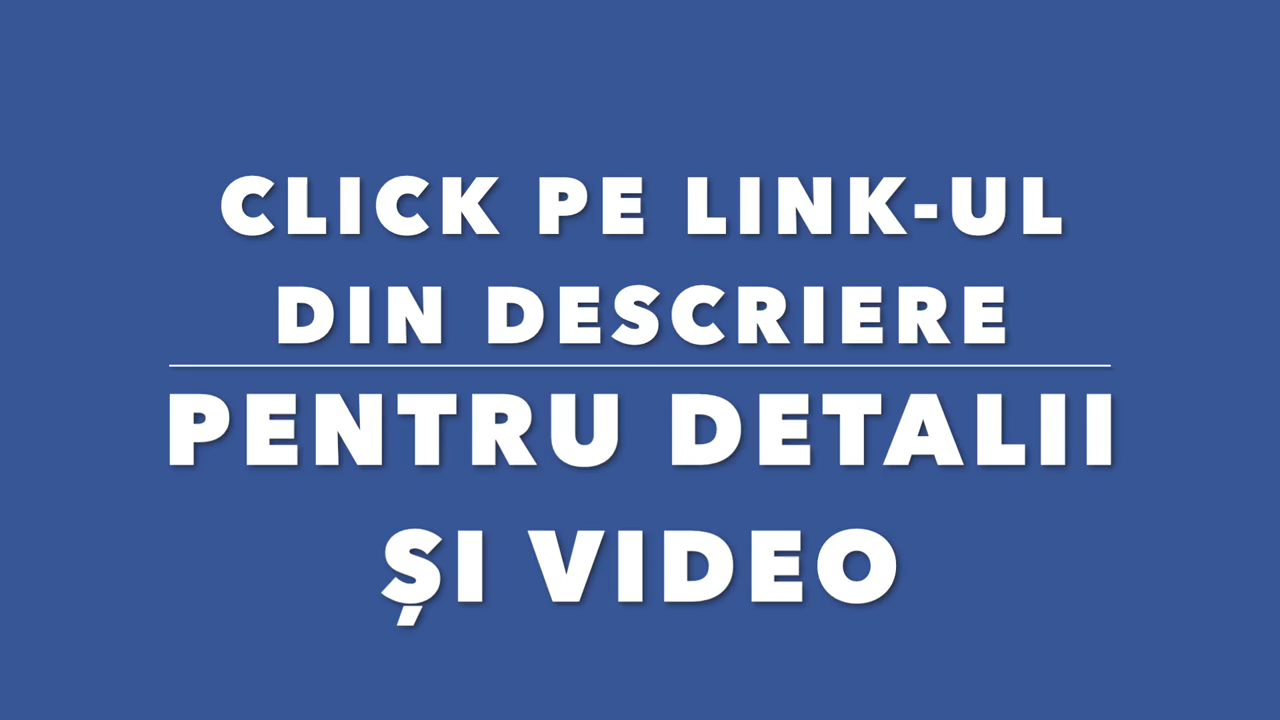 CLICK PE LINK-UL
DIN DESCRIERE
PENTRU DETALII
ȘI VIDEO